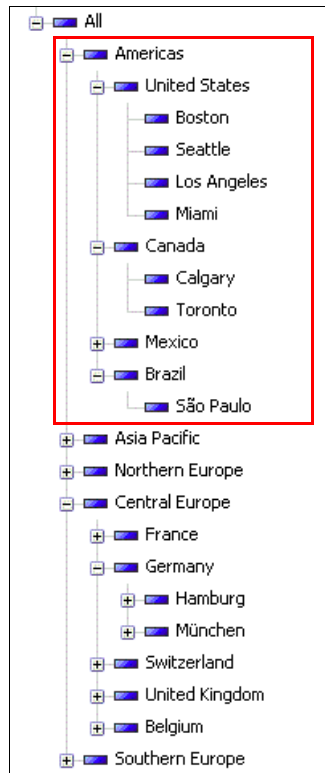 All
Americas
United States
Boston
Seattle
Los Angeles
Miami
Canada
Calgary
Toronto
Mexico
Brazil
São Paulo
Asia Pacific
Northern Europe
Central Europe
France
Germany
Hamburg
München
Switzerland
United Kingdom
Belgium
Southern Europe